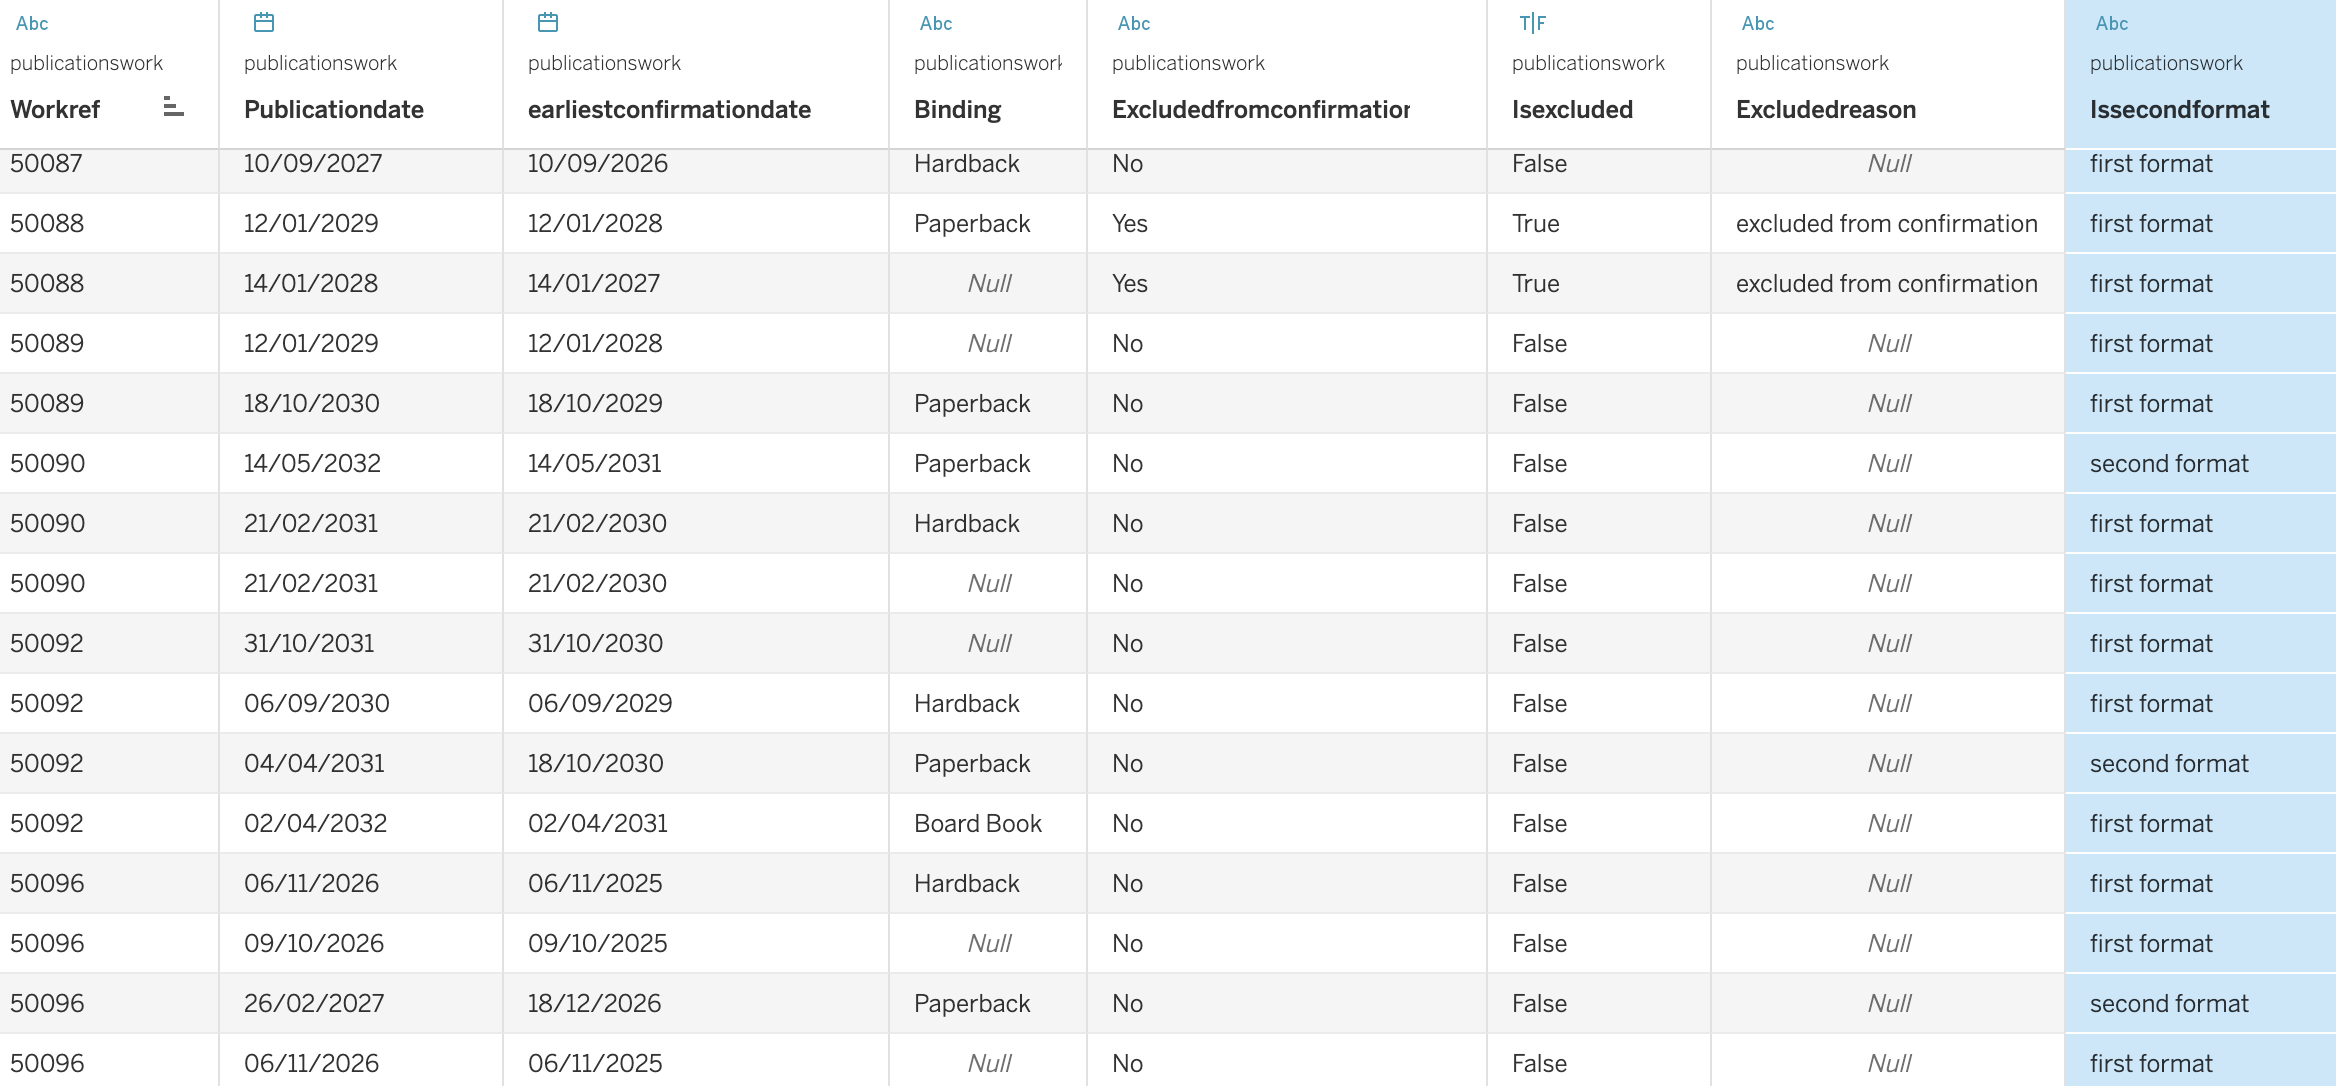 Abc Abc Abc T|F Abc Abc
publicationswork publicationswork publicationswork publicationswork publicationswork publicationswork publicationswork publicationswork
Workref Publicationdate earliestconfirmationdate Binding Excludedfromconfirmation Isexcluded Excludedreason Issecondformat
50087 10/09/2027 10/09/2026 Hardback No False Null first format
50088 12/01/2029 12/01/2028 Paperback Yes True excluded from confirmation first format
50088 14/01/2028 14/01/2027 Null Yes True excluded from confirmation first format
50089 12/01/2029 12/01/2028 Null No False Null first format
50089 18/10/2030 18/10/2029 Paperback No False Null first format
50090 14/05/2032 14/05/2031 Paperback No False Null second format
50090 21/02/2031 21/02/2030 Hardback No False Null first format
50090 21/02/2031 21/02/2030 Null No False Null first format
50092 31/10/2031 31/10/2030 Null No False Null first format
50092 06/09/2030 06/09/2029 Hardback No False Null first format
50092 04/04/2031 18/10/2030 Paperback No False Null second format
50092 02/04/2032 02/04/2031 Board Book No False Null first format
50096 06/11/2026 06/11/2025 Hardback No False Null first format
50096 09/10/2026 09/10/2025 Null No False Null first format
50096 26/02/2027 18/12/2026 Paperback No False Null second format
50096 06/11/2026 06/11/2025 Null No False Null first format